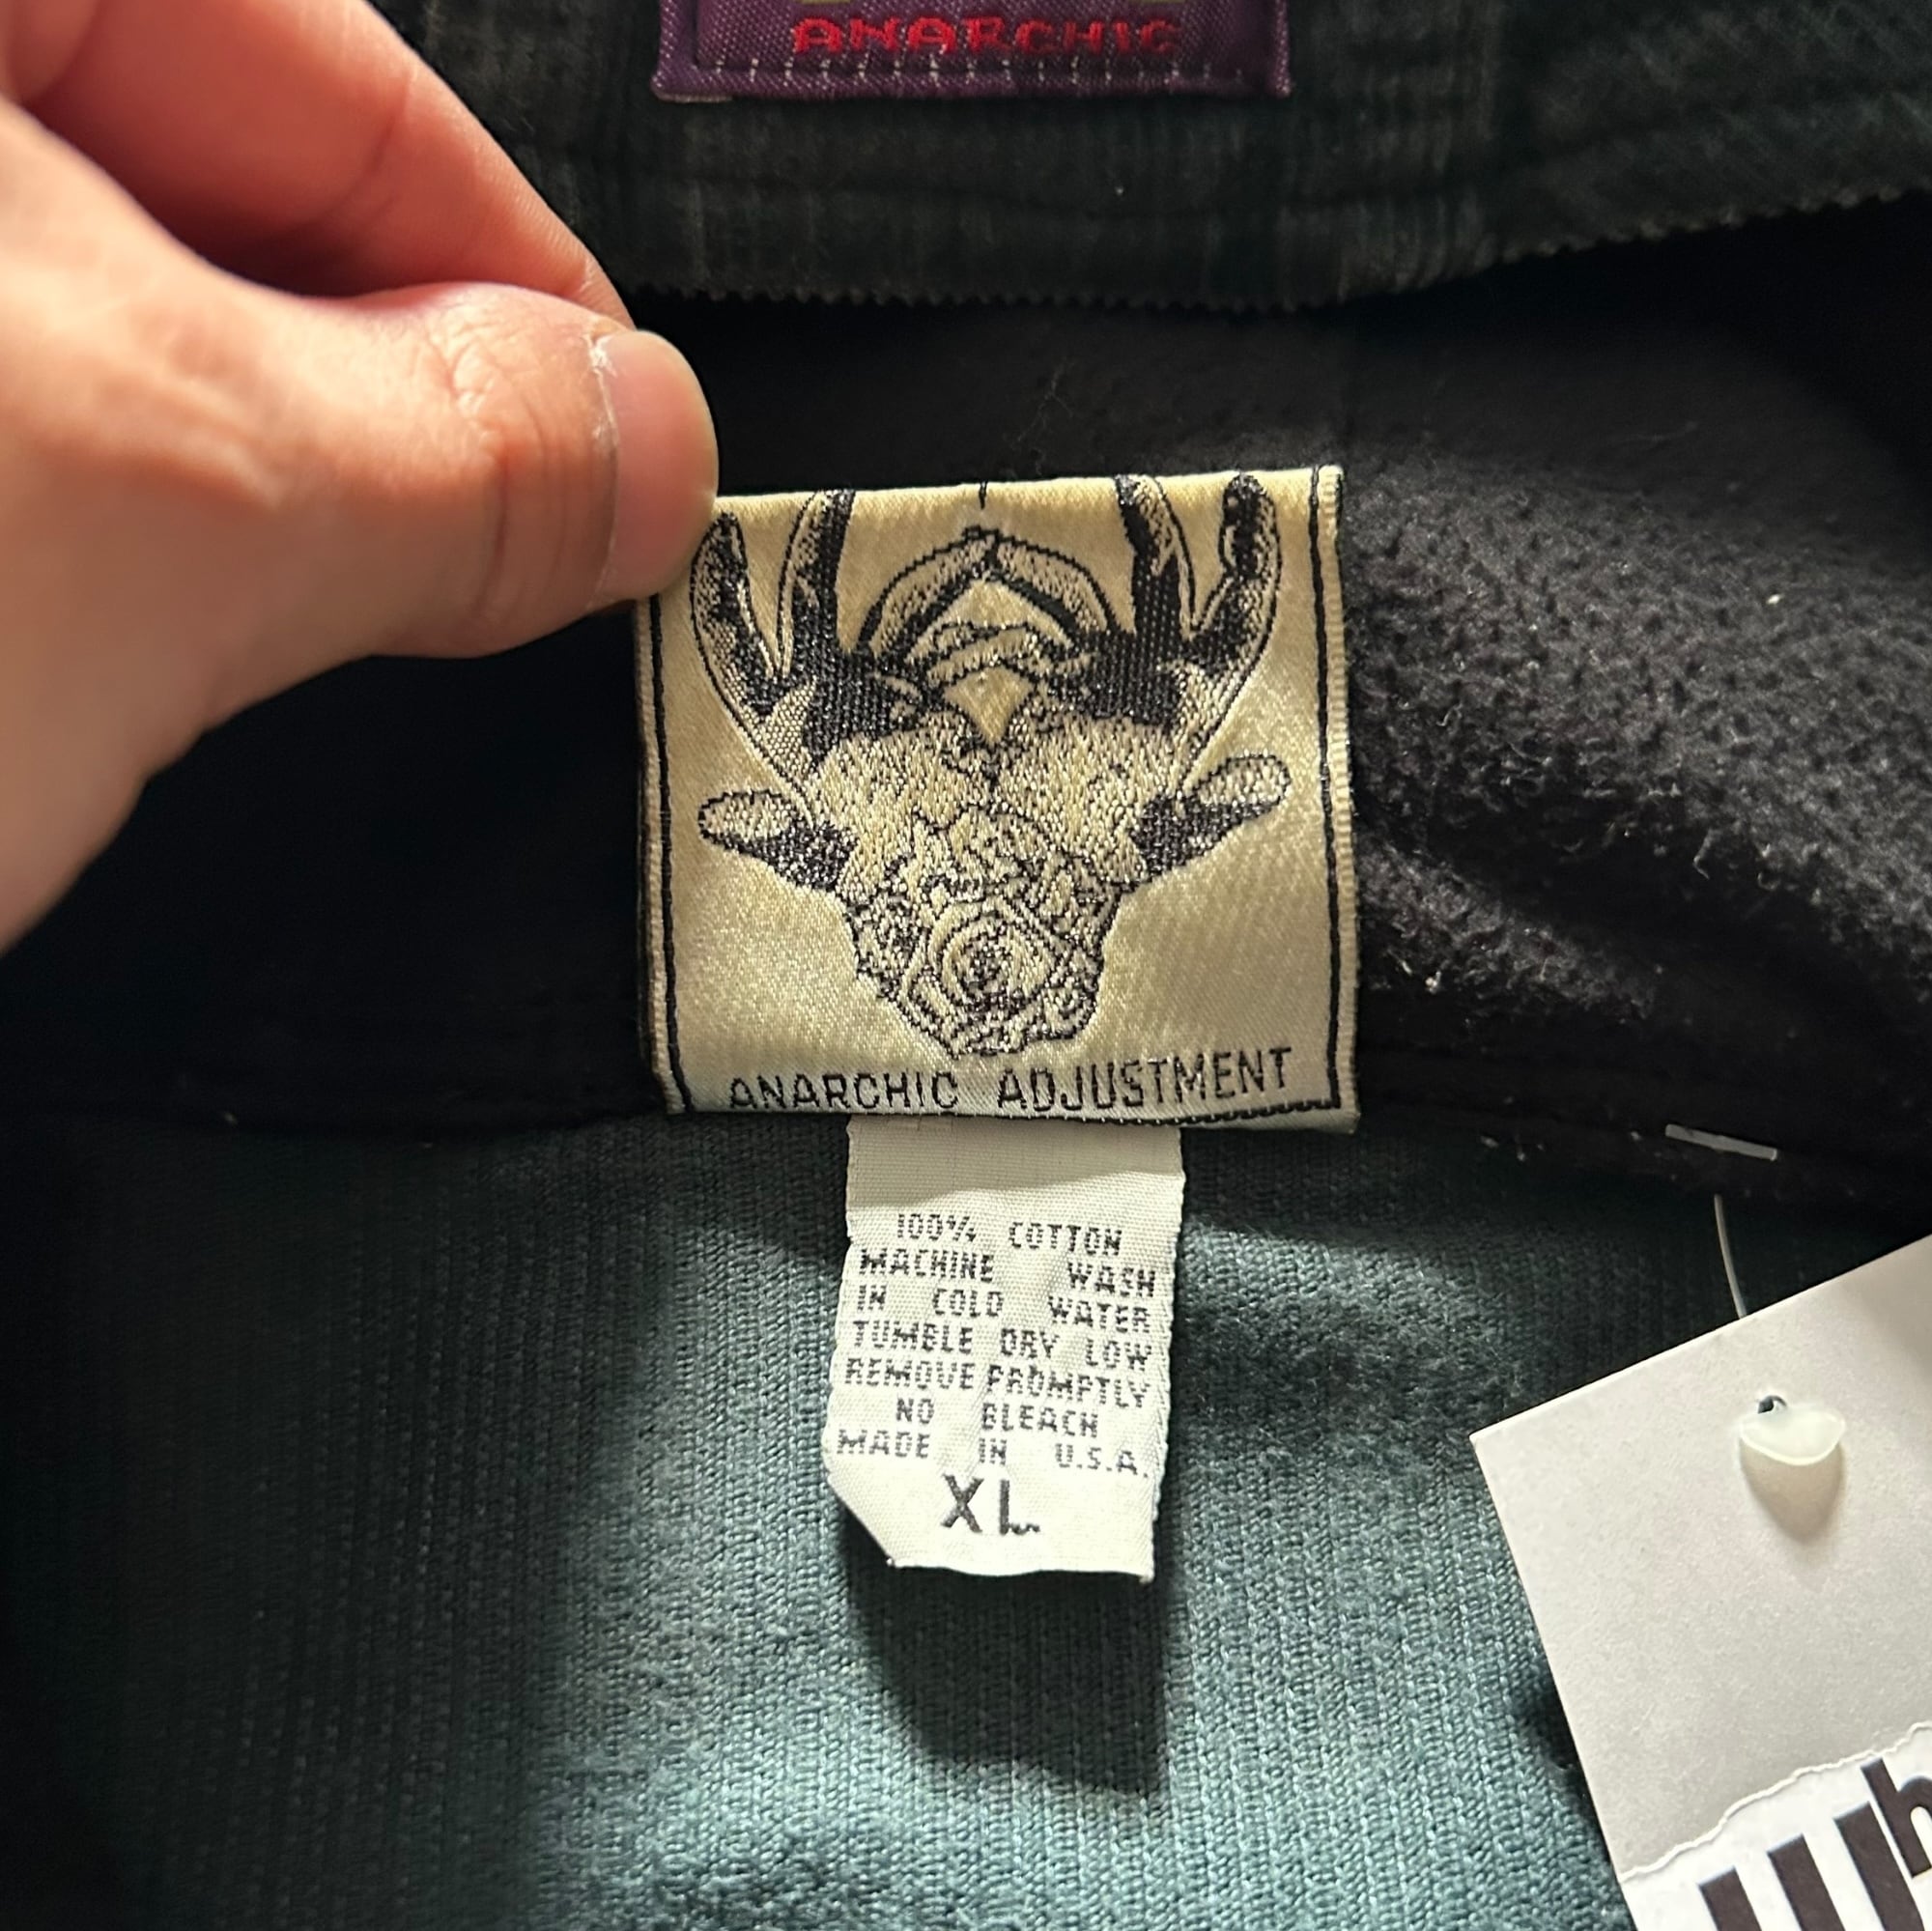 ANARCHIC
ANARCHIC ADJUSTMENT
100% COTTON
MACHINE WASH
IN COLD WATER
TUMBLE DRY LOW
REMOVE PROMPTLY
NO BLEACH
MADE IN U.S.A.
XL